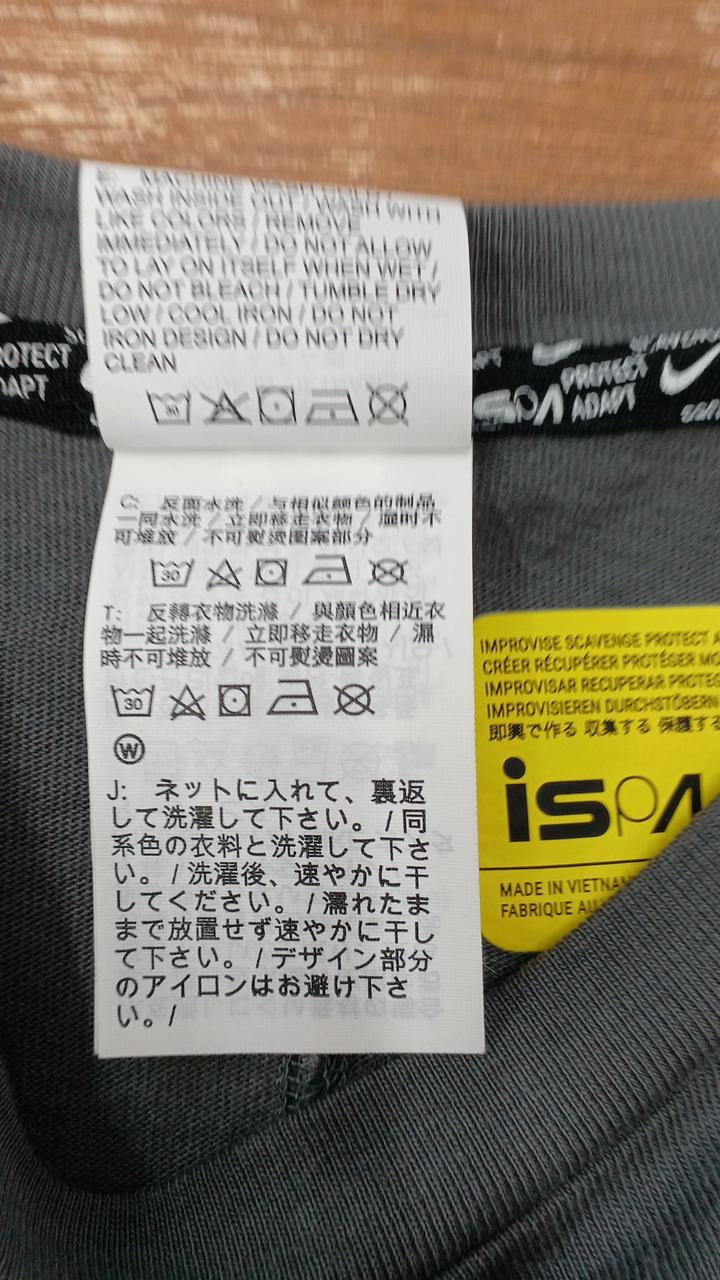 E: MACHINE WASH
WASH INSIDE OUT / WASH WITH
LIKE COLORS / REMOVE
IMMEDIATELY / DO NOT ALLOW
TO LAY ON ITSELF WHEN WET /
DO NOT BLEACH / TUMBLE DRY
LOW / COOL IRON / DO NOT
IRON DESIGN / DO NOT DRY
CLEAN
30
C: 反面水洗 / 与相似颜色的制品
一同水洗 / 立即移走衣物 / 湿时不
可堆放 / 不可熨烫图案部分
30
T: 反轉衣物洗滌 / 與顏色相近衣
物一起洗滌 / 立即移走衣物 / 濕
時不可堆放 / 不可熨燙圖案
30
W
J: ネットに入れて、裏返
して洗濯して下さい。 / 同
系色の衣料と洗濯して下さ
い。 / 洗濯後、速やかに干
してください。 / 濡れたま
まで放置せず速やかに干し
て下さい。 / デザイン部分
のアイロンはお避け下さ
い。 /
ROTECT
DAPT
ISPA PROTECT
ADAPT
IMPROVISE SCAVENGE PROTECT A
CRÉER RÉCUPÉRER PROTÉGER MO
IMPROVISAR RECUPERAR PROTEG
IMPROVISIEREN DURCHSTÖBERN
即興で作る 収集する 保護する
ISPA
MADE IN VIETNAM
FABRIQUE AU